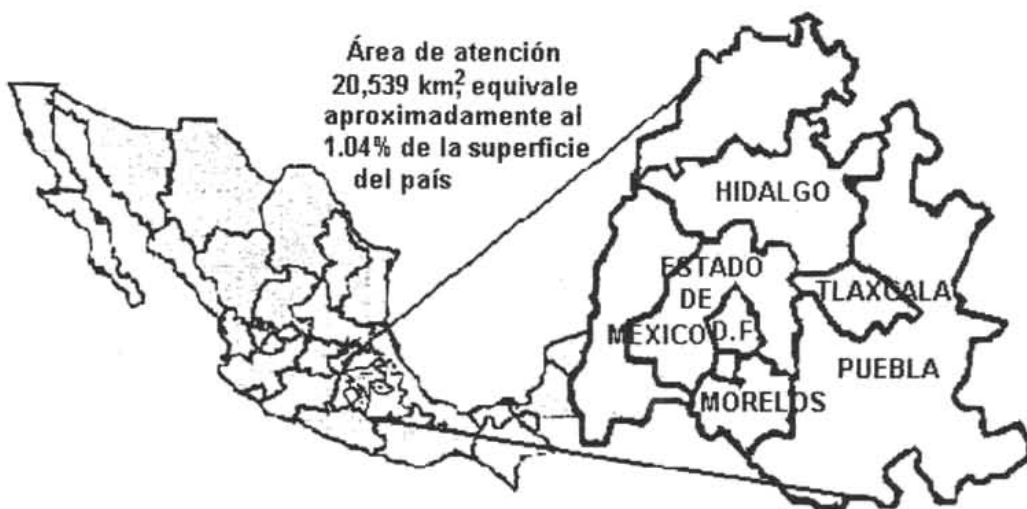 Área de atención
20,539 km², equivale
aproximadamente al
1.04% de la superficie
del país
HIDALGO
ESTADO
DE
MEXICO
D.F.
TLAXCALA
PUEBLA
MORELOS